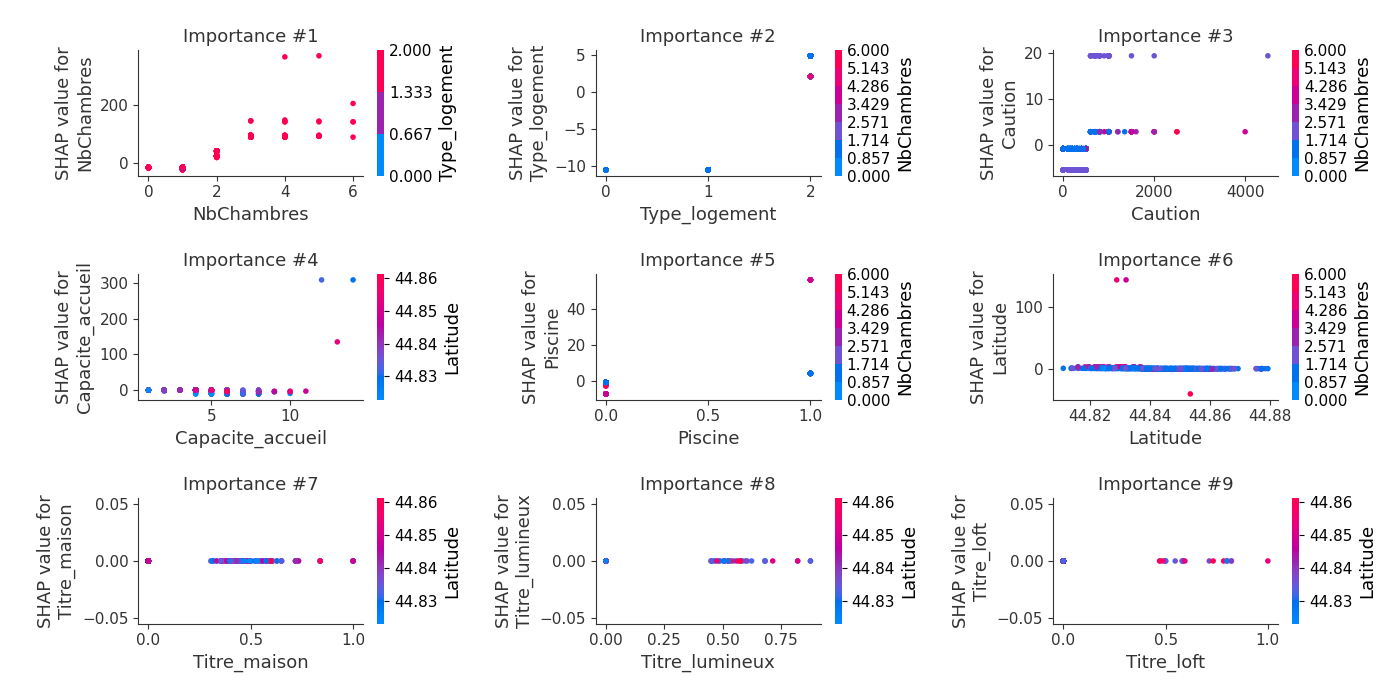 Importance #1
SHAP value for
NbChambres
200
0
0
2
4
6
NbChambres
2.000
1.333
0.667
0.000
Type_logement
Importance #2
SHAP value for
Type_logement
5
0
−5
−10
0
1
2
Type_logement
6.000
5.143
4.286
3.429
2.571
1.714
0.857
0.000
NbChambres
Importance #3
SHAP value for
Caution
20
10
0
0
2000
4000
Caution
6.000
5.143
4.286
3.429
2.571
1.714
0.857
0.000
NbChambres
Importance #4
SHAP value for
Capacite_accueil
300
200
100
0
5
10
Capacite_accueil
44.86
44.85
44.84
44.83
Latitude
Importance #5
SHAP value for
Piscine
40
20
0
0.0
0.5
1.0
Piscine
6.000
5.143
4.286
3.429
2.571
1.714
0.857
0.000
NbChambres
Importance #6
SHAP value for
Latitude
100
0
44.82
44.84
44.86
44.88
Latitude
6.000
5.143
4.286
3.429
2.571
1.714
0.857
0.000
NbChambres
Importance #7
SHAP value for
Titre_maison
0.05
0.00
−0.05
0.0
0.5
1.0
Titre_maison
44.86
44.85
44.84
44.83
Latitude
Importance #8
SHAP value for
Titre_lumineux
0.05
0.00
−0.05
0.00
0.25
0.50
0.75
Titre_lumineux
44.86
44.85
44.84
44.83
Latitude
Importance #9
SHAP value for
Titre_loft
0.05
0.00
−0.05
0.0
0.5
1.0
Titre_loft
44.86
44.85
44.84
44.83
Latitude